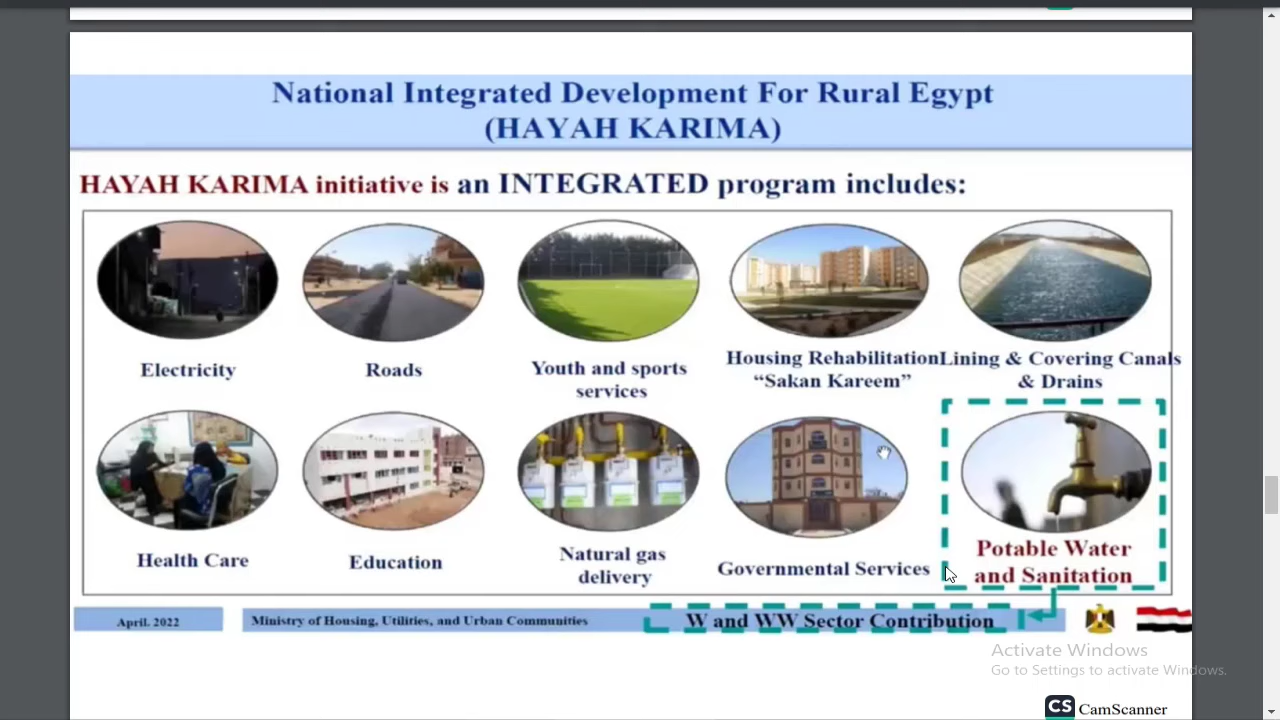 National Integrated Development For Rural Egypt
(HAYAH KARIMA)
HAYAH KARIMA initiative is an INTEGRATED program includes:
Electricity
Roads
Youth and sports
services
Housing Rehabilitation
“Sakan Kareem”
Lining & Covering Canals
& Drains
Health Care
Education
Natural gas
delivery
Governmental Services
Potable Water
and Sanitation
April. 2022
Ministry of Housing, Utilities, and Urban Communities
W and WW Sector Contribution
Activate Windows
Go to Settings to activate Windows.
CS CamScanner